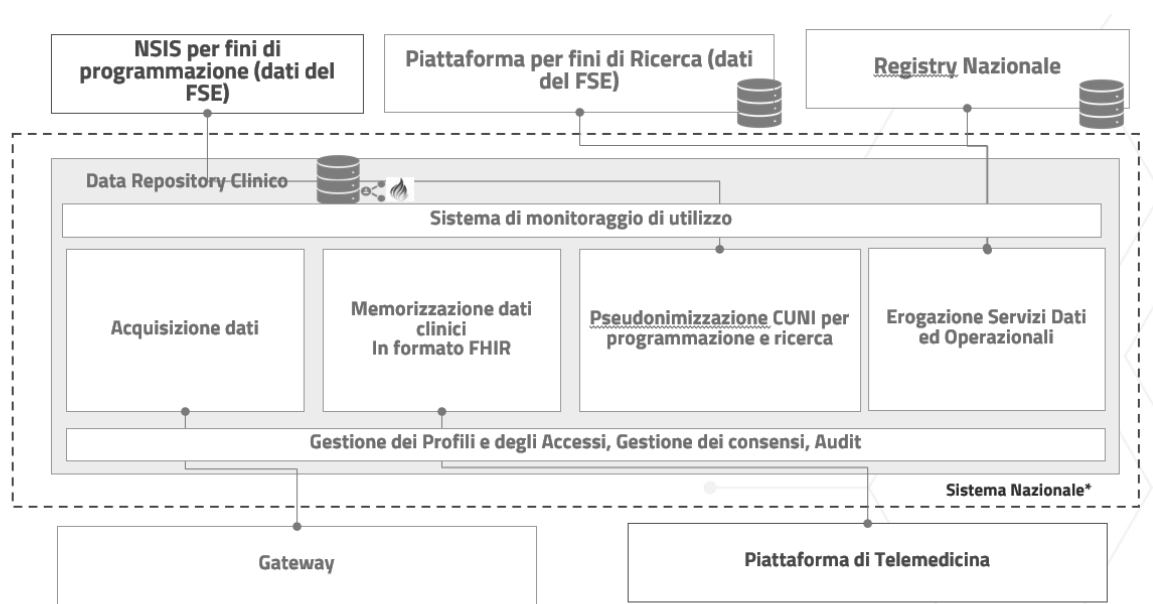 NSIS per fini di
programmazione (dati del
FSE)
Piattaforma per fini di Ricerca (dati
del FSE)
Registry Nazionale
Data Repository Clinico
Sistema di monitoraggio di utilizzo
Acquisizione dati
Memorizzazione dati
clinici
In formato FHIR
Pseudonimizzazione CUNI per
programmazione e ricerca
Erogazione Servizi Dati
ed Operazionali
Gestione dei Profili e degli Accessi, Gestione dei consensi, Audit
Sistema Nazionale*
Gateway
Piattaforma di Telemedicina